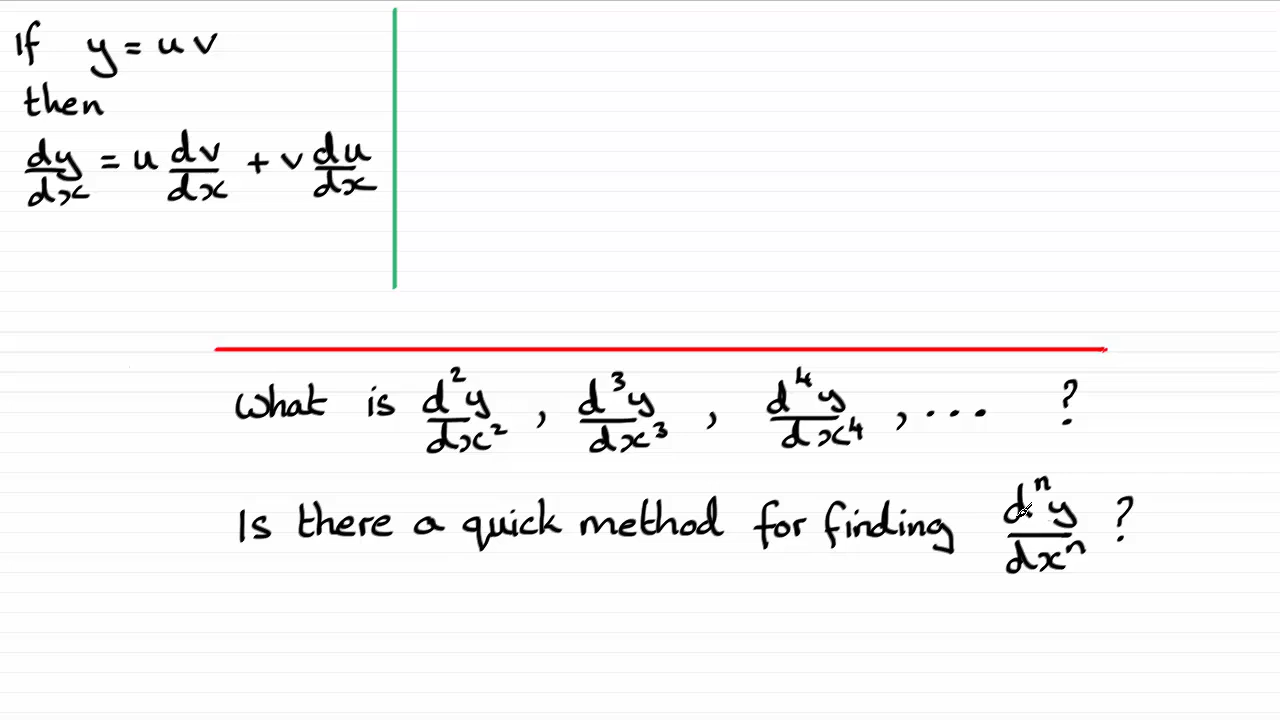 If y = u v
then
dy/dx = u dv/dx + v du/dx
What is d²y/dx² , d³y/dx³ , d⁴y/dx⁴ , ... ?
Is there a quick method for finding dⁿy/dxⁿ ?